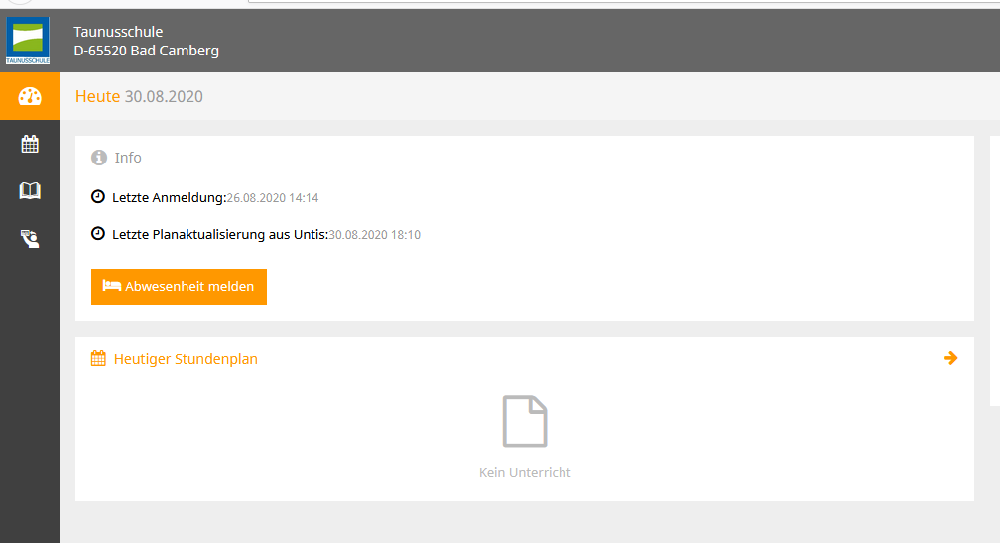 TAUNUSSCHULE
Taunusschule
D-65520 Bad Camberg
Heute 30.08.2020
Info
Letzte Anmeldung:26.08.2020 14:14
Letzte Planaktualisierung aus Untis:30.08.2020 18:10
Abwesenheit melden
Heutiger Stundenplan
Kein Unterricht